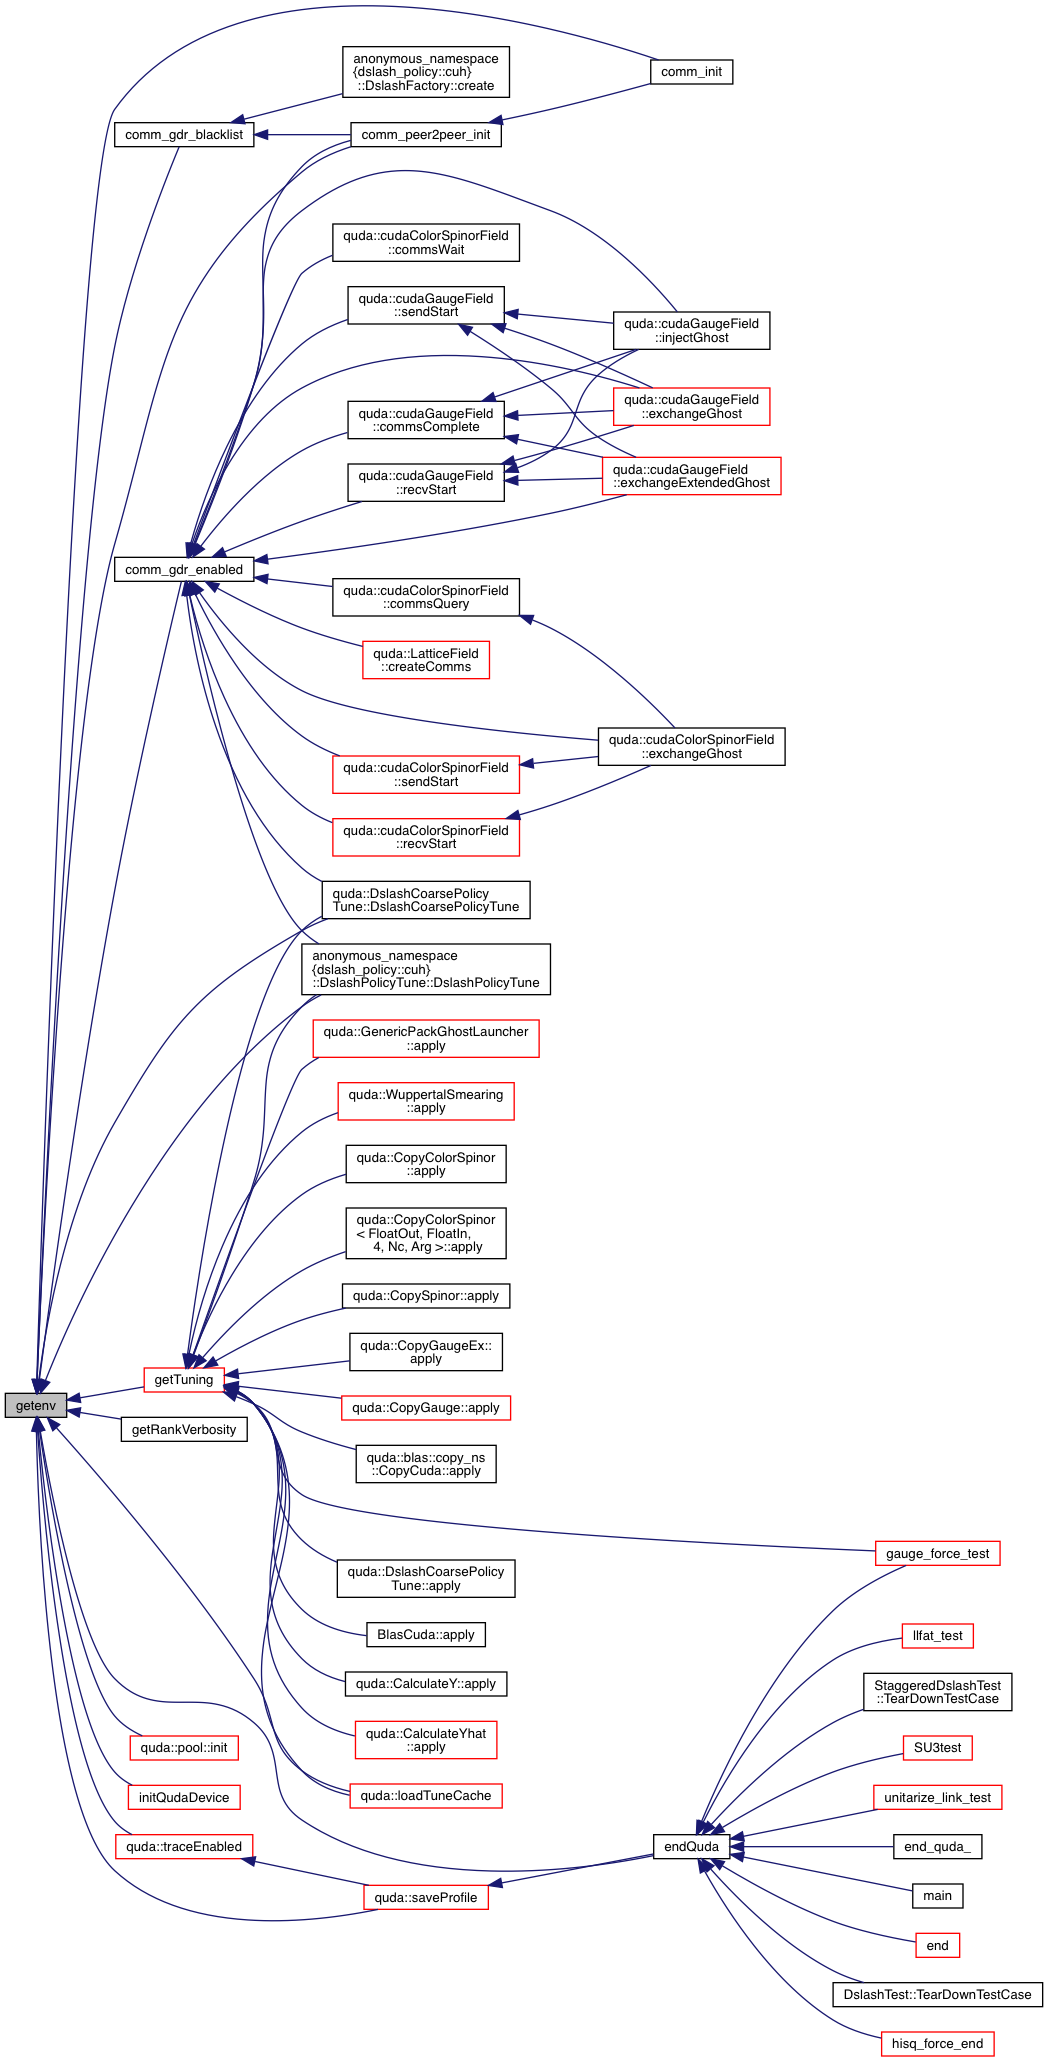 anonymous_namespace
{dslash_policy::cuh}
::DslashFactory::create
comm_init
comm_gdr_blacklist
comm_peer2peer_init
quda::cudaColorSpinorField
::commsWait
quda::cudaGaugeField
::sendStart
quda::cudaGaugeField
::injectGhost
quda::cudaGaugeField
::exchangeGhost
quda::cudaGaugeField
::commsComplete
quda::cudaGaugeField
::recvStart
quda::cudaGaugeField
::exchangeExtendedGhost
comm_gdr_enabled
quda::cudaColorSpinorField
::commsQuery
quda::LatticeField
::createComms
quda::cudaColorSpinorField
::exchangeGhost
quda::cudaColorSpinorField
::sendStart
quda::cudaColorSpinorField
::recvStart
quda::DslashCoarsePolicy
Tune::DslashCoarsePolicyTune
anonymous_namespace
{dslash_policy::cuh}
::DslashPolicyTune::DslashPolicyTune
quda::GenericPackGhostLauncher
::apply
quda::WuppertalSmearing
::apply
quda::CopyColorSpinor
::apply
quda::CopyColorSpinor
< FloatOut, FloatIn,
4, Nc, Arg >::apply
quda::CopySpinor::apply
quda::CopyGaugeEx::
apply
getTuning
getenv
quda::CopyGauge::apply
getRankVerbosity
quda::blas::copy_ns
::CopyCuda::apply
gauge_force_test
quda::DslashCoarsePolicy
Tune::apply
BlasCuda::apply
llfat_test
quda::CalculateY::apply
StaggeredDslashTest
::TearDownTestCase
quda::CalculateYhat
::apply
quda::pool::init
SU3test
initQudaDevice
quda::loadTuneCache
unitarize_link_test
quda::traceEnabled
endQuda
end_quda_
quda::saveProfile
main
end
DslashTest::TearDownTestCase
hisq_force_end